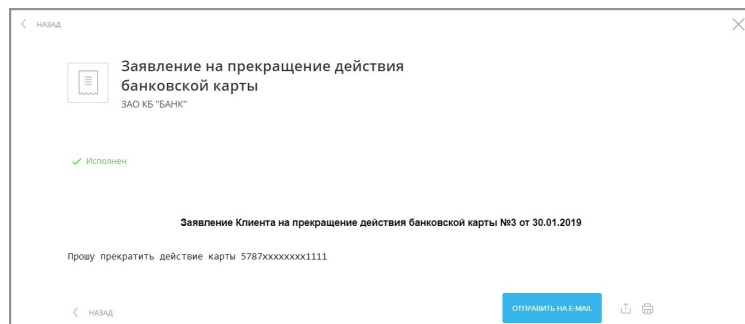 НАЗАД
Заявление на прекращение действия
банковской карты
ЗАО КБ "БАНК"
Исполнен
Заявление Клиента на прекращение действия банковской карты №3 от 30.01.2019
Прошу прекратить действие карты 5787xxxxxxxx1111
НАЗАД
ОТПРАВИТЬ НА E-MAIL